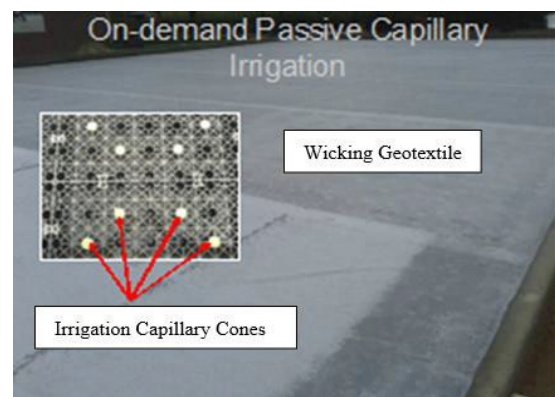 On-demand Passive Capillary
Irrigation
Wicking Geotextile
Irrigation Capillary Cones